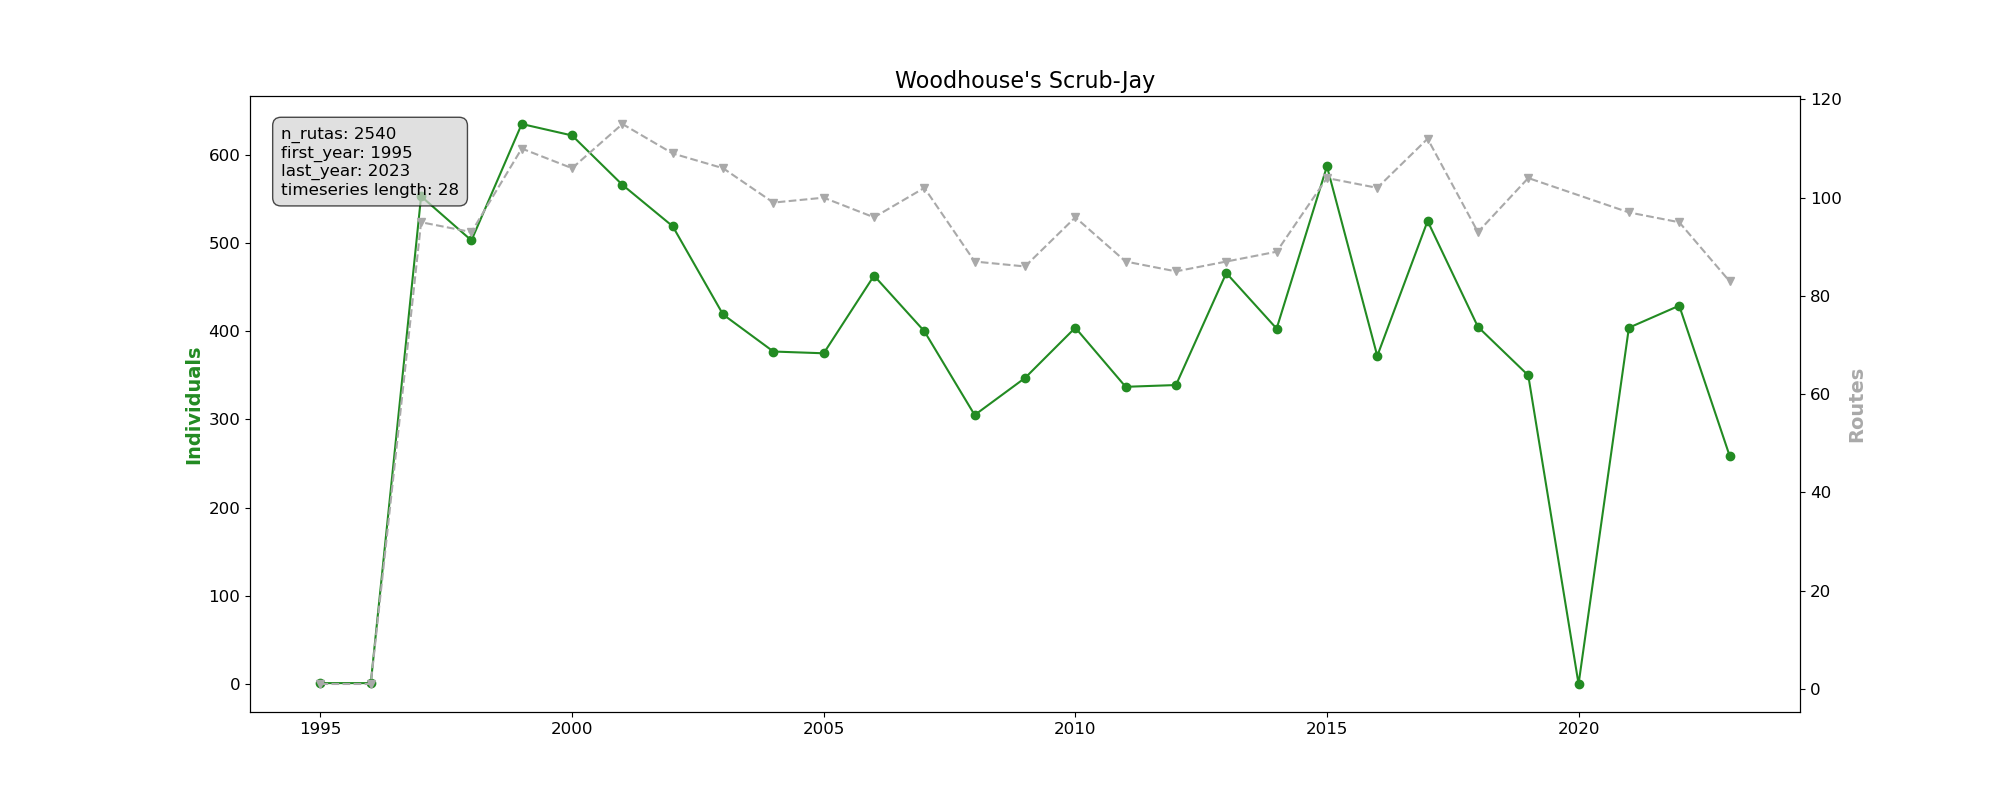 Woodhouse's Scrub-Jay
n_rutas: 2540
first_year: 1995
last_year: 2023
timeseries length: 28
Individuals
600
500
400
300
200
100
0
1995
2000
2005
2010
2015
2020
120
100
80
60
40
20
0
Routes